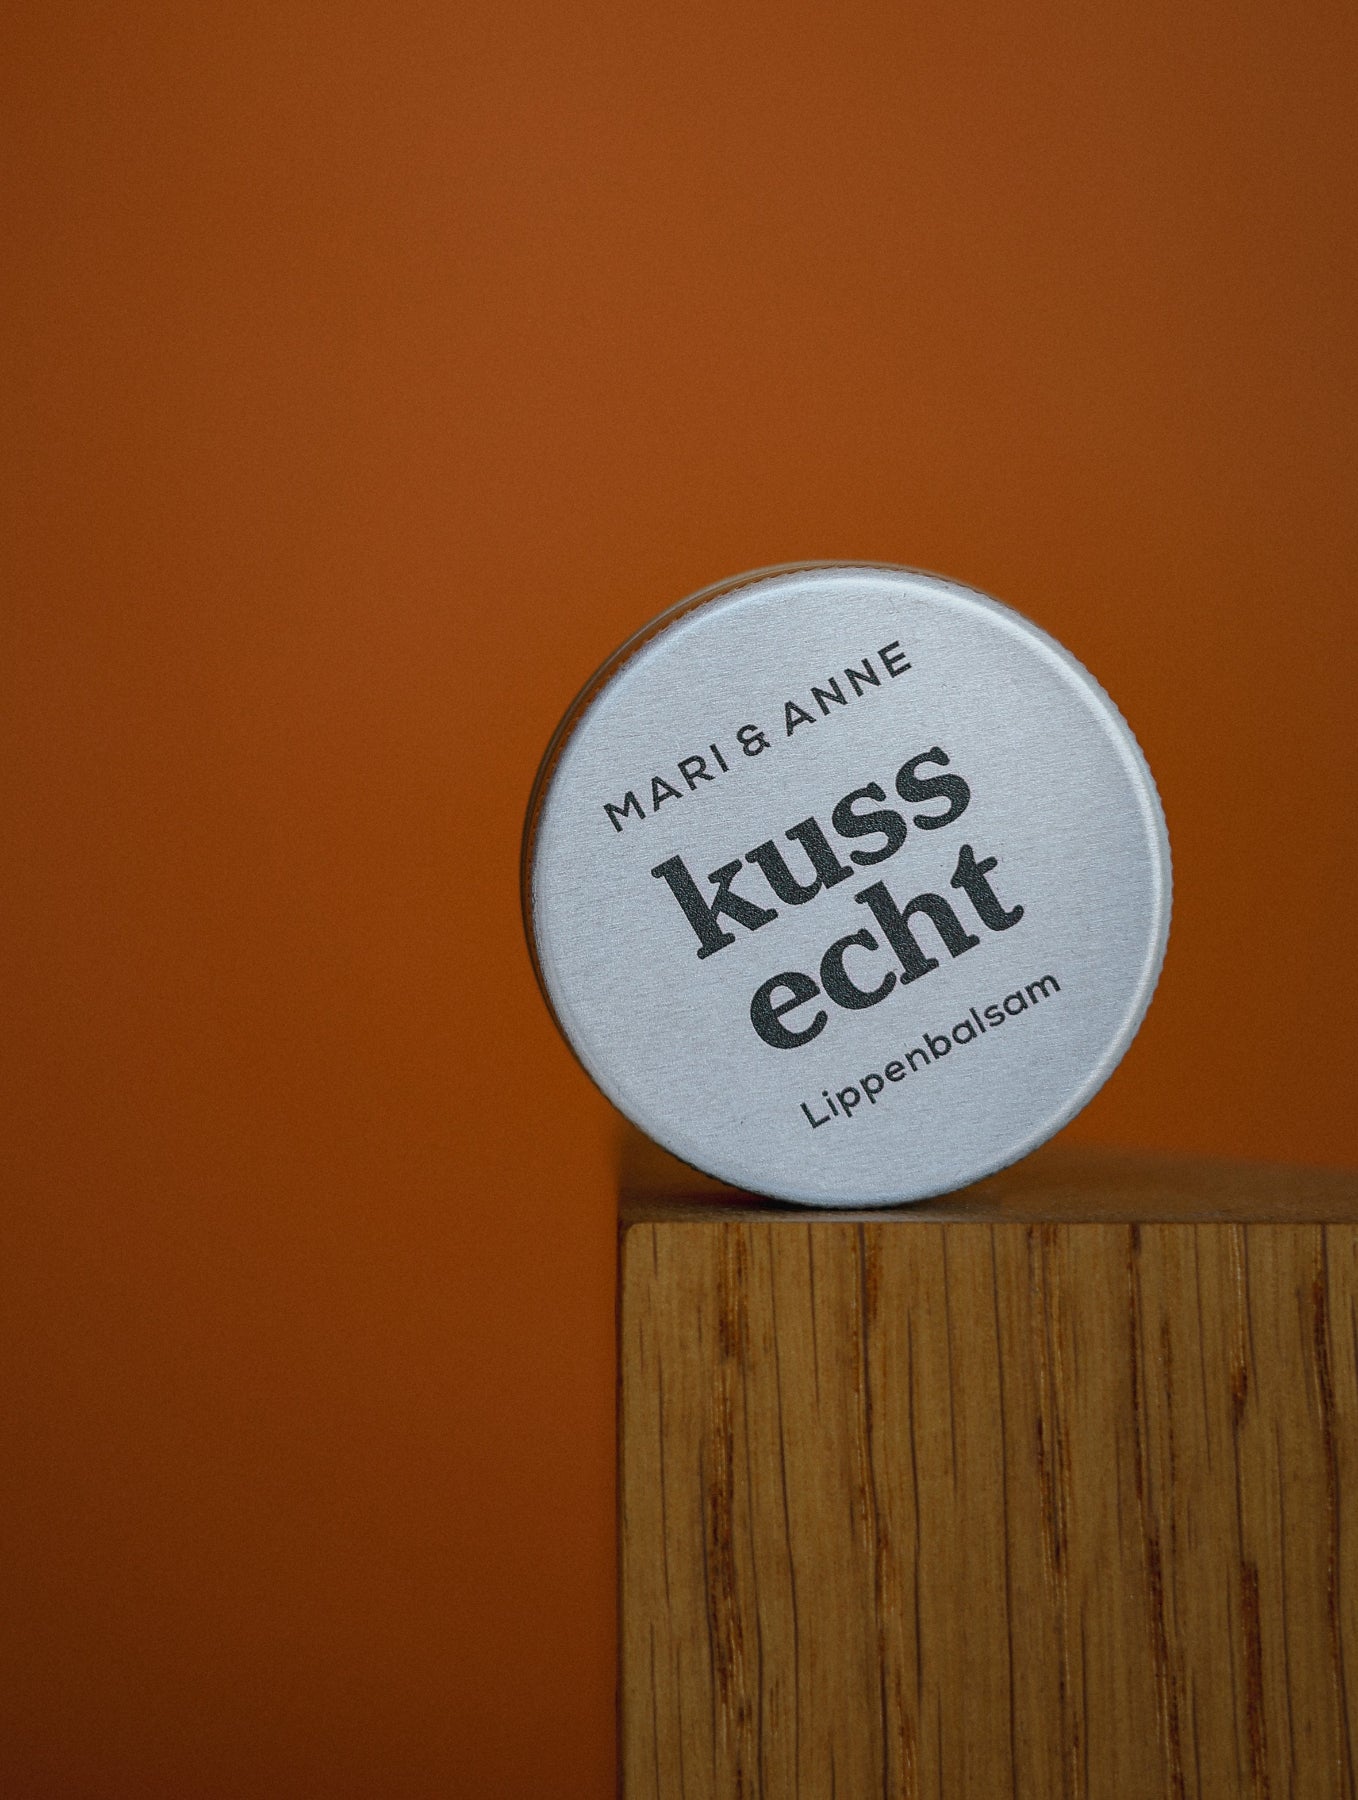 MARI & ANNE
kuss
echt
Lippenbalsam